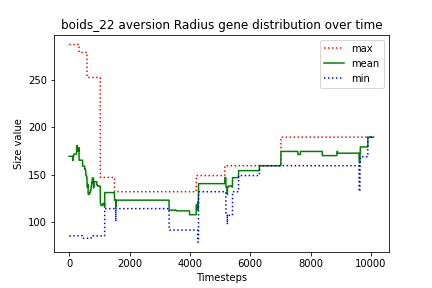 boids_22 aversion Radius gene distribution over time
max
mean
min
Size value
250
200
150
100
0
2000
4000
6000
8000
10000
Timesteps